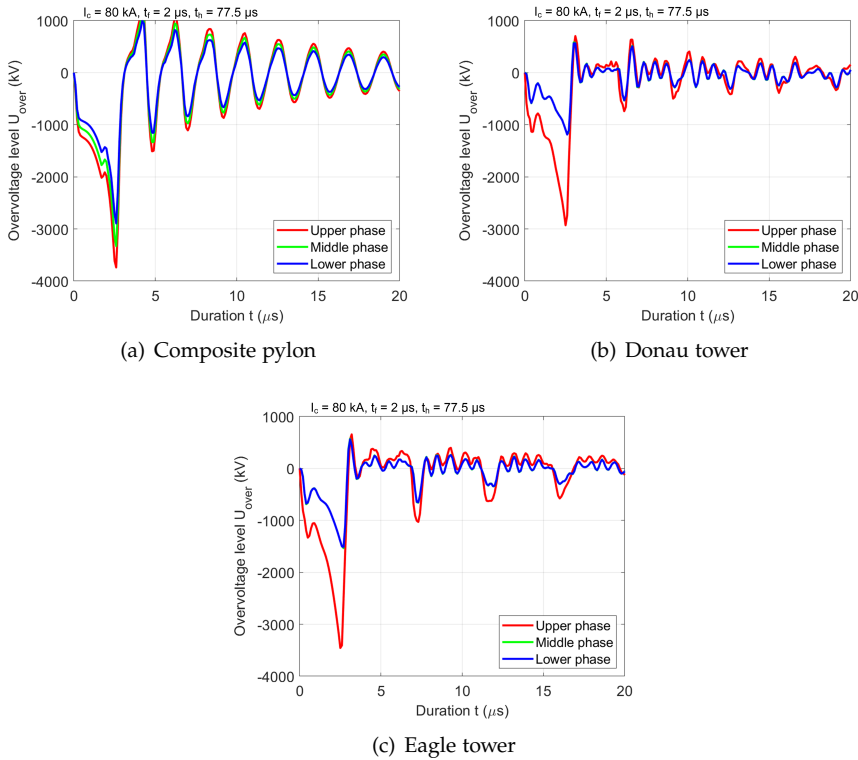 I_c = 80 kA, t_f = 2 µs, t_h = 77.5 µs
Overvoltage level U_over (kV)
1000
0
-1000
-2000
-3000
-4000
Upper phase
Middle phase
Lower phase
0 5 10 15 20
Duration t (µs)
(a) Composite pylon
I_c = 80 kA, t_f = 2 µs, t_h = 77.5 µs
Overvoltage level U_over (kV)
1000
0
-1000
-2000
-3000
-4000
Upper phase
Middle phase
Lower phase
0 5 10 15 20
Duration t (µs)
(b) Donau tower
I_c = 80 kA, t_f = 2 µs, t_h = 77.5 µs
Overvoltage level U_over (kV)
1000
0
-1000
-2000
-3000
-4000
Upper phase
Middle phase
Lower phase
0 5 10 15 20
Duration t (µs)
(c) Eagle tower